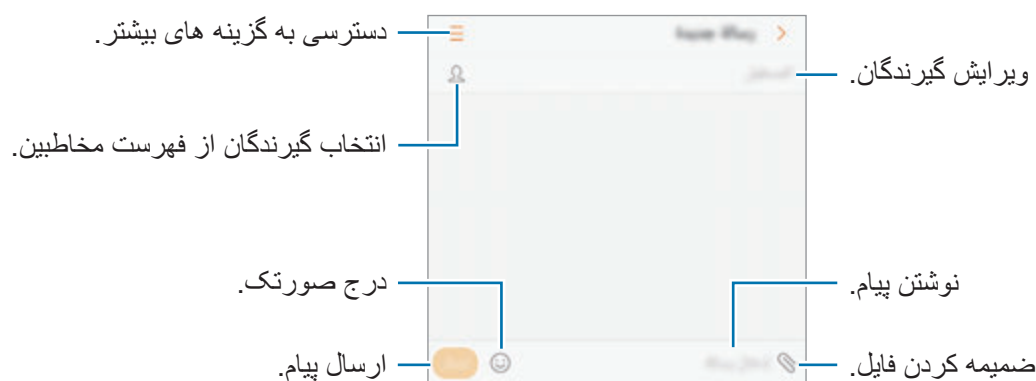 دسترسی به گزینه های بیشتر.
ویرایش گیرندگان.
انتخاب گیرندگان از فهرست مخاطبین.
نوشتن پیام.
درج صورتک.
ضمیمه کردن فایل.
ارسال پیام.